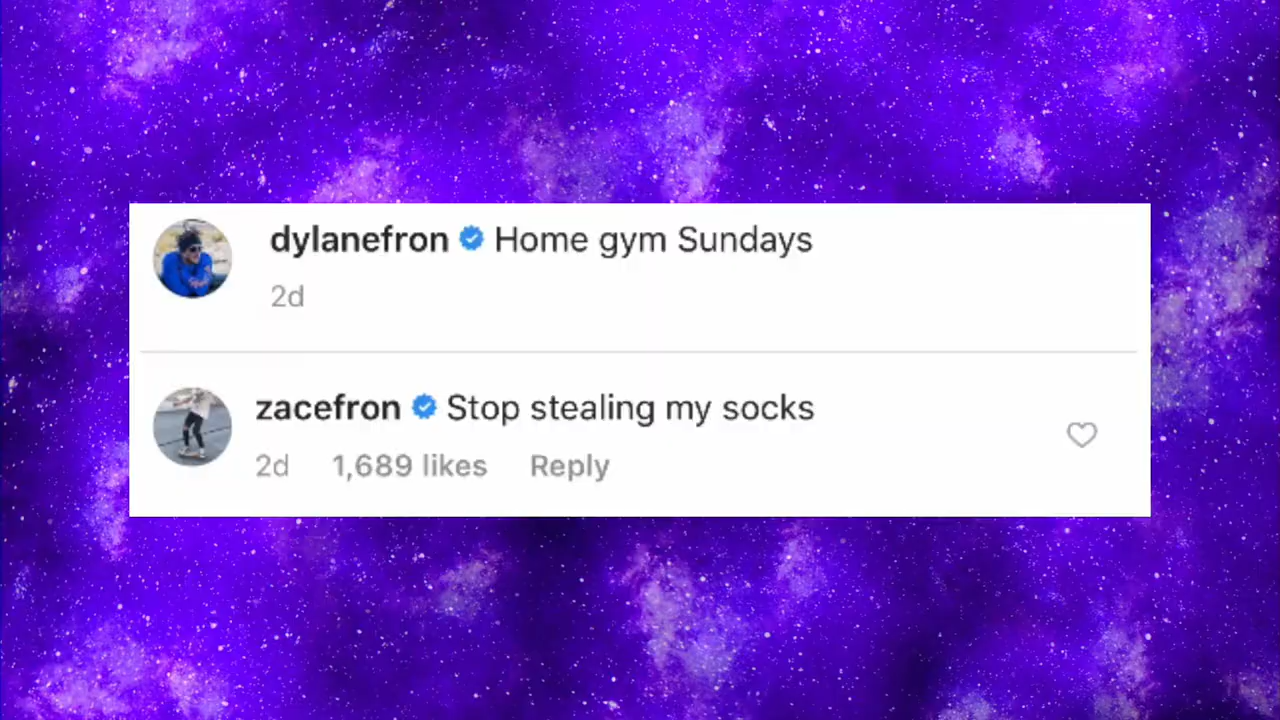 dylanefron Home gym Sundays
2d
zacefron Stop stealing my socks
2d 1,689 likes Reply